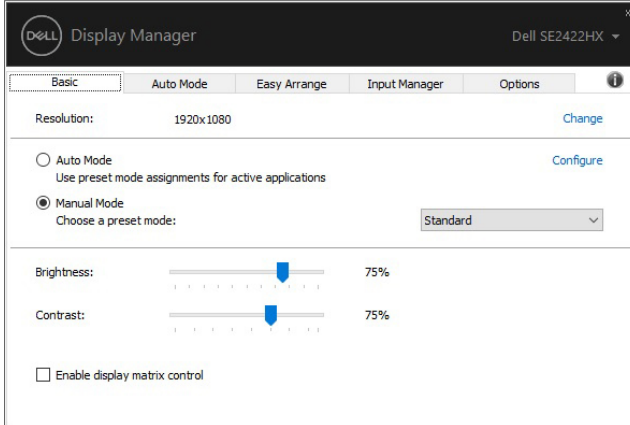 DELL Display Manager Dell SE2422HX
Basic Auto Mode Easy Arrange Input Manager Options
Resolution: 1920x1080 Change
Auto Mode Configure
Use preset mode assignments for active applications
Manual Mode
Choose a preset mode: Standard
Brightness: 75%
Contrast: 75%
Enable display matrix control